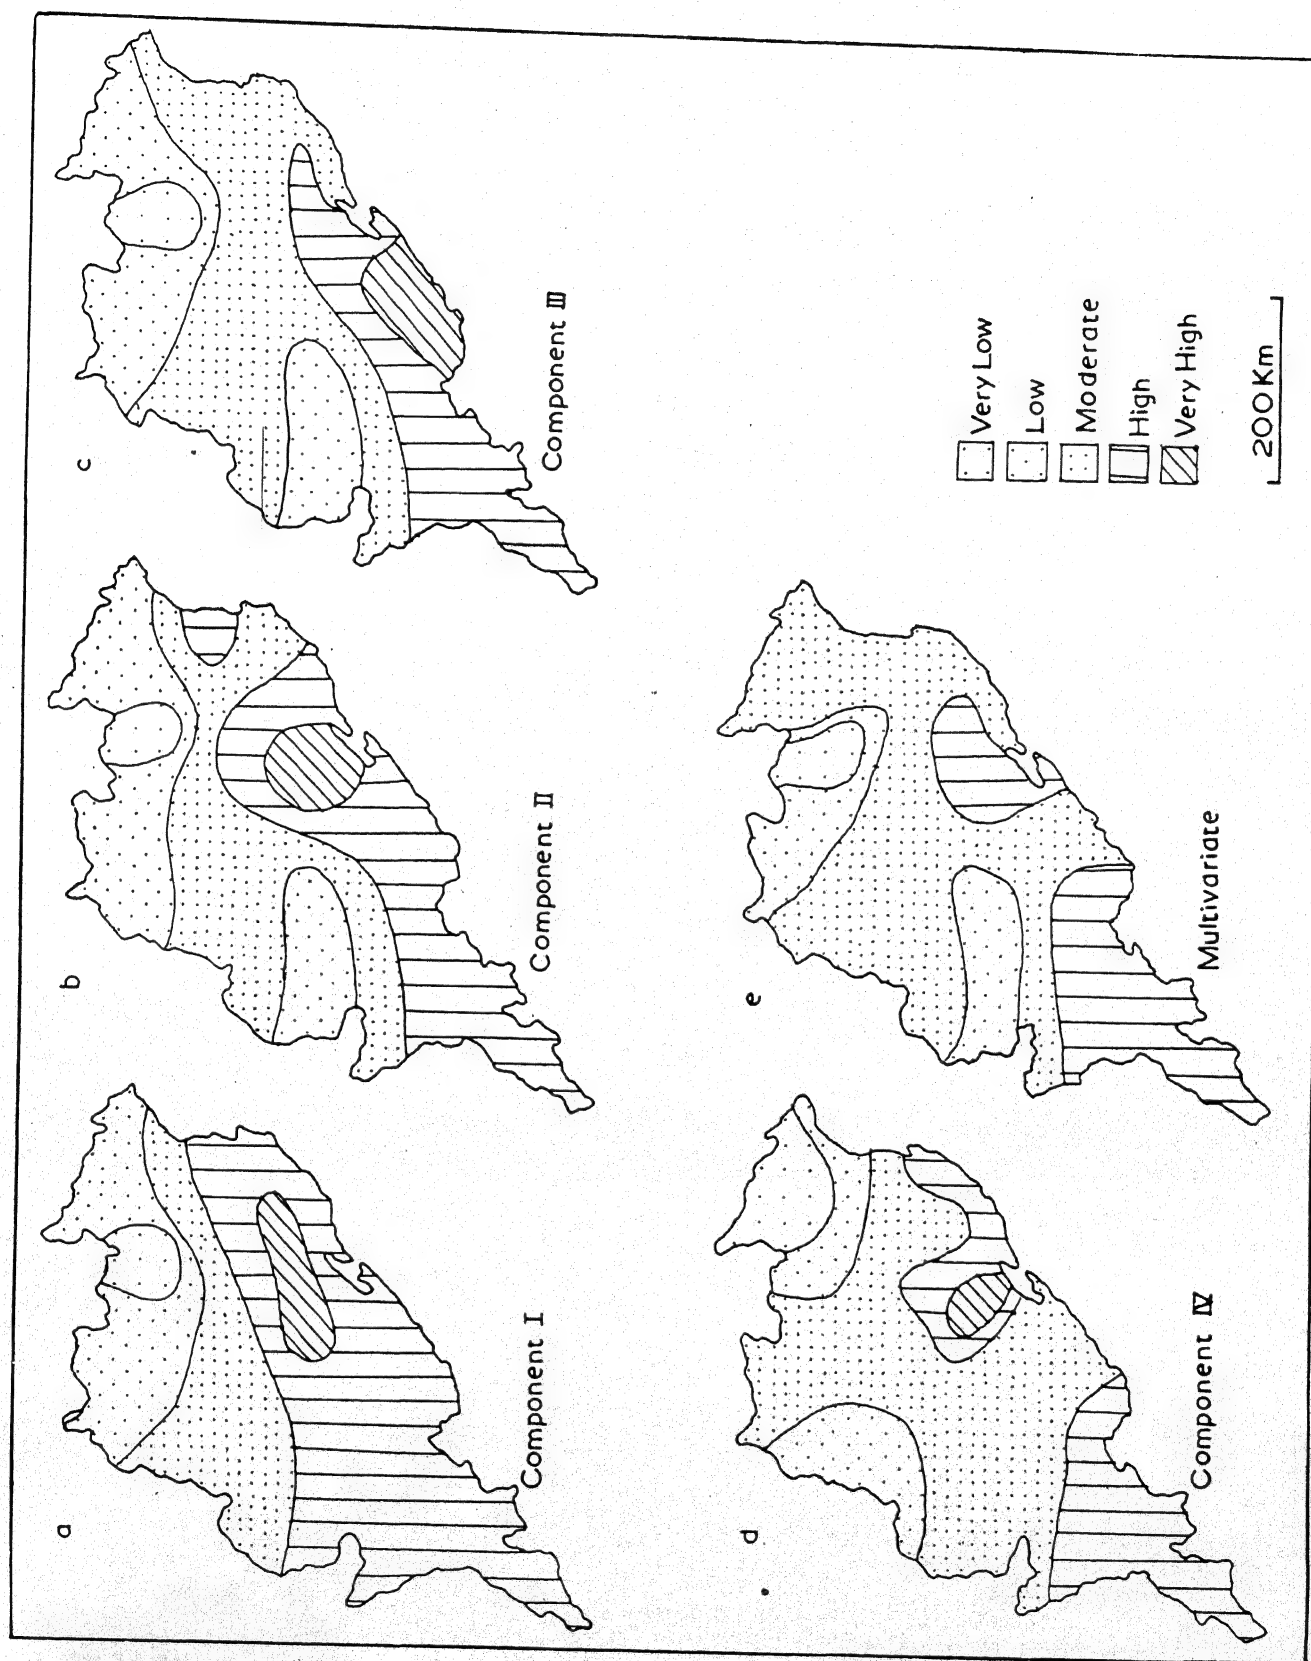 a
Component I
b
Component II
c
Component III
d
Component IV
e
Multivariate
Very Low
Low
Moderate
High
Very High
200 Km